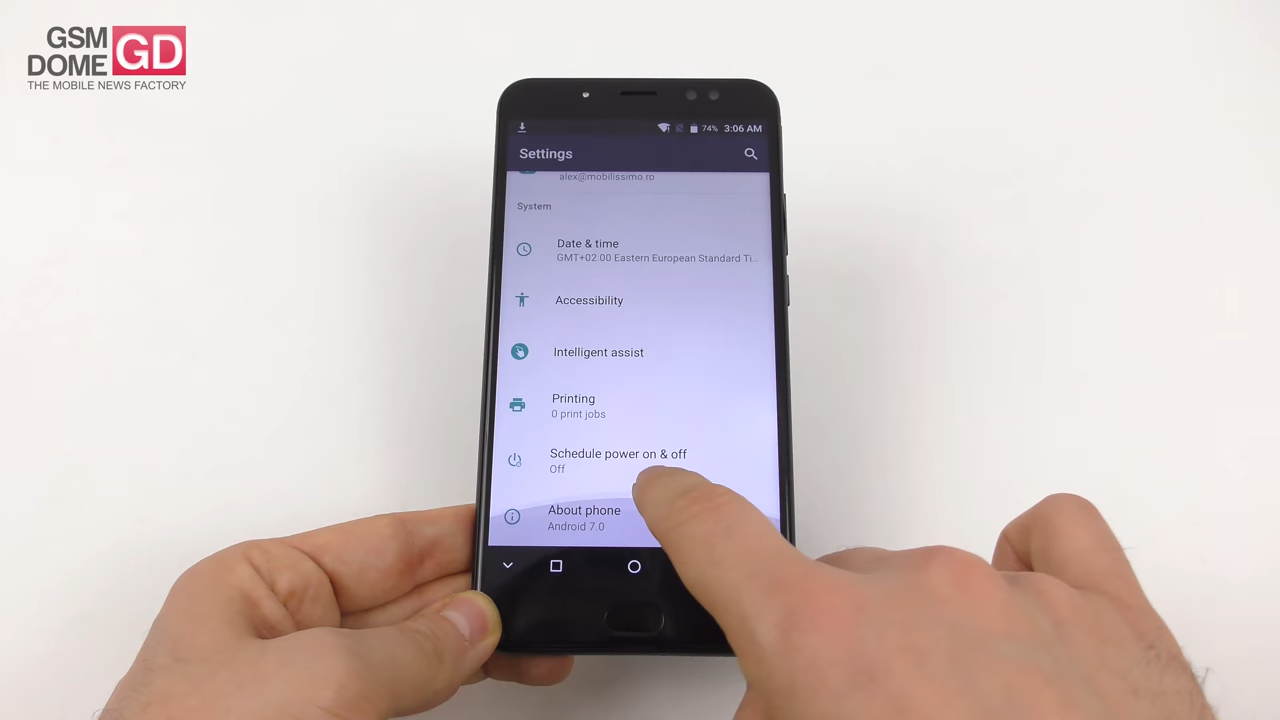 GSM
DOME GD
THE MOBILE NEWS FACTORY
74% 3:06 AM
Settings
alex@mobilissimo ro
System
Date & time
GMT+02:00 Eastern European Standard Ti...
Accessibility
Intelligent assist
Printing
0 print jobs
Schedule power on & off
Off
About phone
Android 7.0